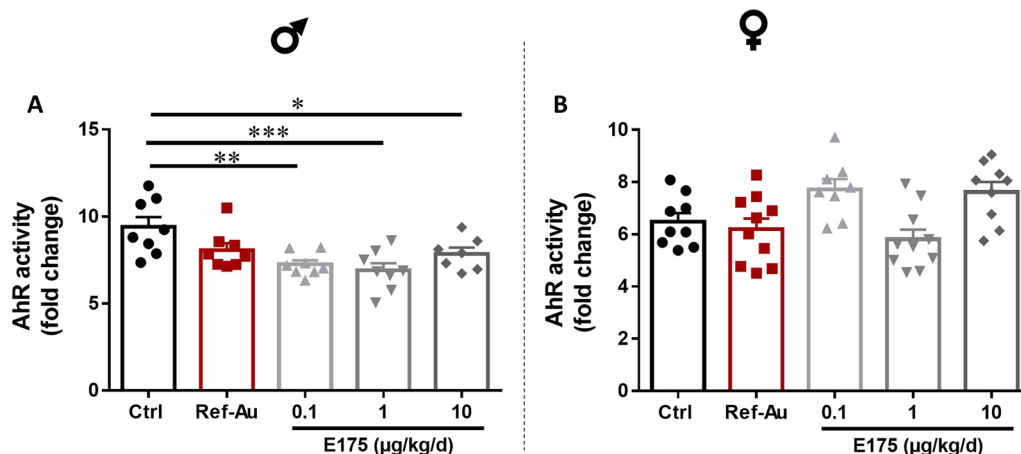 ♂
♀
A
B
*
***
**
AhR activity
(fold change)
15
10
5
0
Ctrl
Ref-Au
0.1
1
10
E175 (µg/kg/d)
AhR activity
(fold change)
10
8
6
4
2
0
Ctrl
Ref-Au
0.1
1
10
E175 (µg/kg/d)